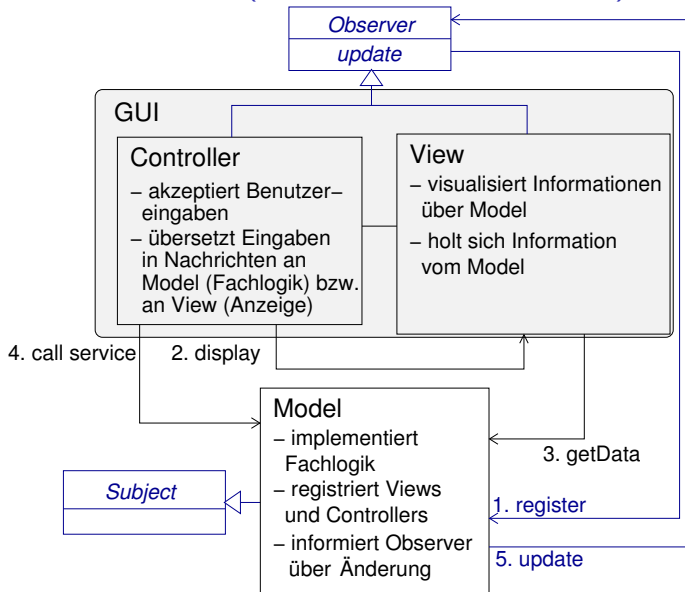 Observer
update
GUI
Controller
– akzeptiert Benutzer–
eingaben
– übersetzt Eingaben
in Nachrichten an
Model (Fachlogik) bzw.
an View (Anzeige)
View
– visualisiert Informationen
über Model
– holt sich Information
vom Model
4. call service
2. display
3. getData
Model
– implementiert
Fachlogik
– registriert Views
und Controllers
– informiert Observer
über Änderung
Subject
1. register
5. update